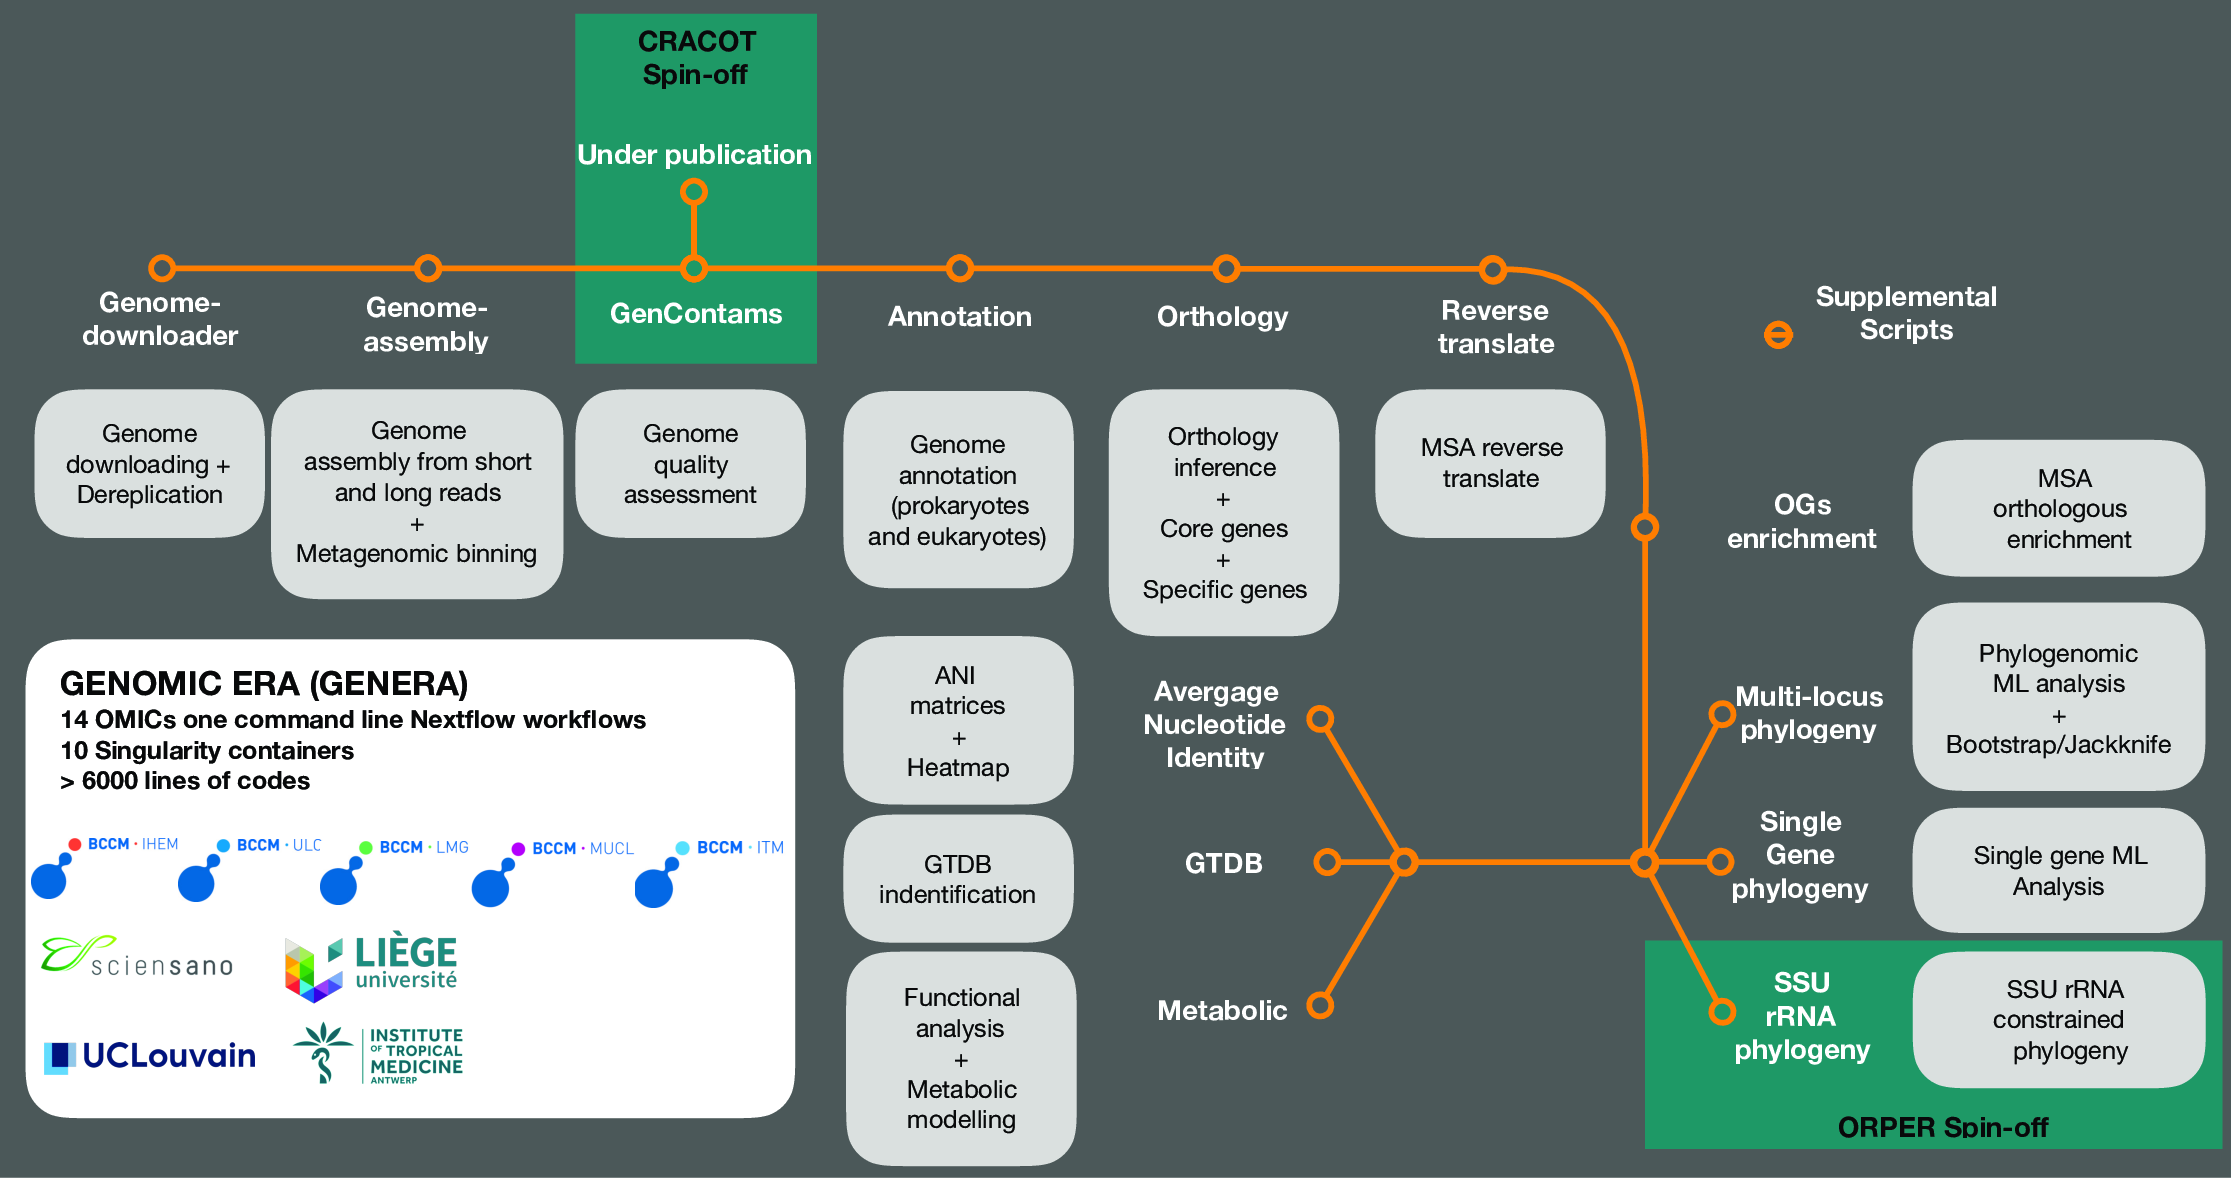 CRACOT
Spin-off
Under publication
Genome-
downloader
Genome-
assembly
GenContams
Annotation
Orthology
Reverse
translate
Supplemental
Scripts
Genome
downloading +
Dereplication
Genome
assembly from short
and long reads
+
Metagenomic binning
Genome
quality
assessment
Genome
annotation
(prokaryotes
and eukaryotes)
Orthology
inference
+
Core genes
+
Specific genes
MSA reverse
translate
OGs
enrichment
MSA
orthologous
enrichment
GENOMIC ERA (GENERA)
14 OMICs one command line Nextflow workflows
10 Singularity containers
> 6000 lines of codes
BCCM · IHEM
BCCM · ULC
BCCM · LMG
BCCM · MUCL
BCCM · ITM
sciensano
LIÈGE
université
UCLouvain
INSTITUTE
OF TROPICAL
MEDICINE
ANTWERP
ANI
matrices
+
Heatmap
Avergage
Nucleotide
Identity
Multi-locus
phylogeny
Phylogenomic
ML analysis
+
Bootstrap/Jackknife
GTDB
indentification
GTDB
Single
Gene
phylogeny
Single gene ML
Analysis
Functional
analysis
+
Metabolic
modelling
Metabolic
SSU
rRNA
phylogeny
SSU rRNA
constrained
phylogeny
ORPER Spin-off